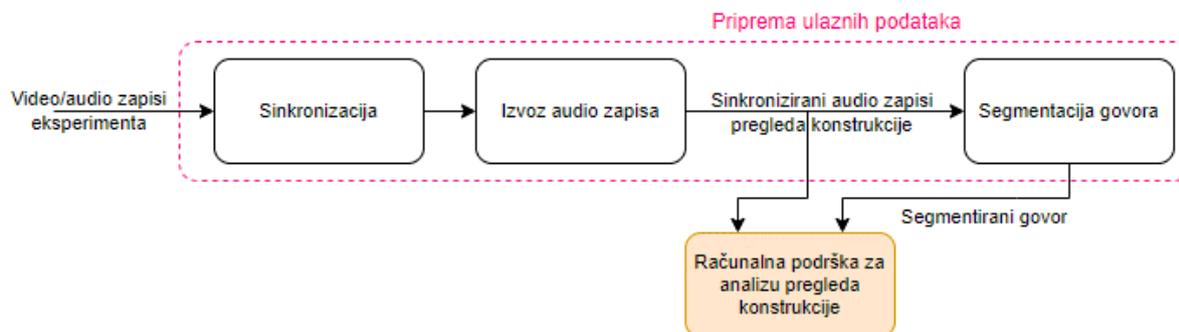 Priprema ulaznih podataka
Video/audio zapisi
eksperimenta
Sinkronizacija
Izvoz audio zapisa
Sinkronizirani audio zapisi
pregleda konstrukcije
Segmentacija govora
Segmentirani govor
Računalna podrška za
analizu pregleda
konstrukcije